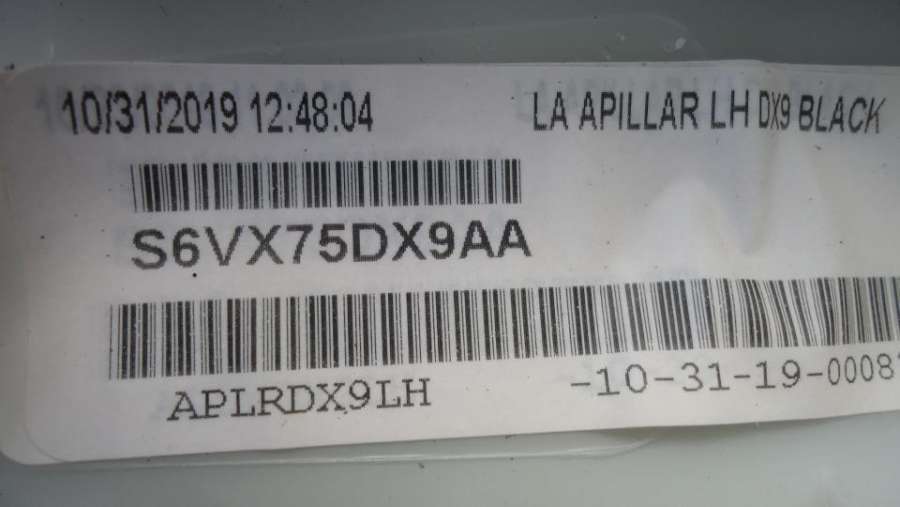 10/31/2019 12:48:04 LA APILLAR LH DX9 BLACK
S6VX75DX9AA
APLRDX9LH -10-31-19-0008